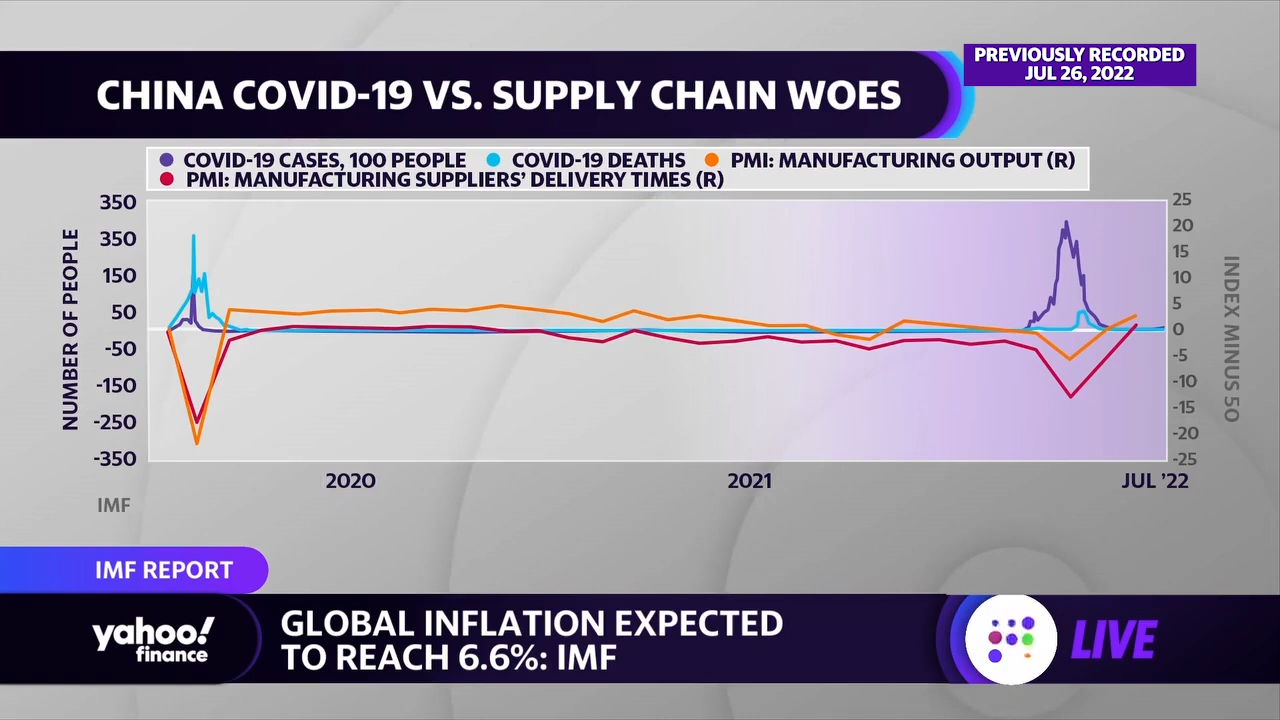 PREVIOUSLY RECORDED
JUL 26, 2022
CHINA COVID-19 VS. SUPPLY CHAIN WOES
COVID-19 CASES, 100 PEOPLE COVID-19 DEATHS PMI: MANUFACTURING OUTPUT (R)
PMI: MANUFACTURING SUPPLIERS' DELIVERY TIMES (R)
NUMBER OF PEOPLE
350
350
150
50
-50
-150
-250
-350
25
20
15
10
5
0
-5
-10
-15
-20
-25
INDEX MINUS 50
2020 2021 JUL '22
IMF
IMF REPORT
yahoo!
finance
GLOBAL INFLATION EXPECTED
TO REACH 6.6%: IMF
LIVE